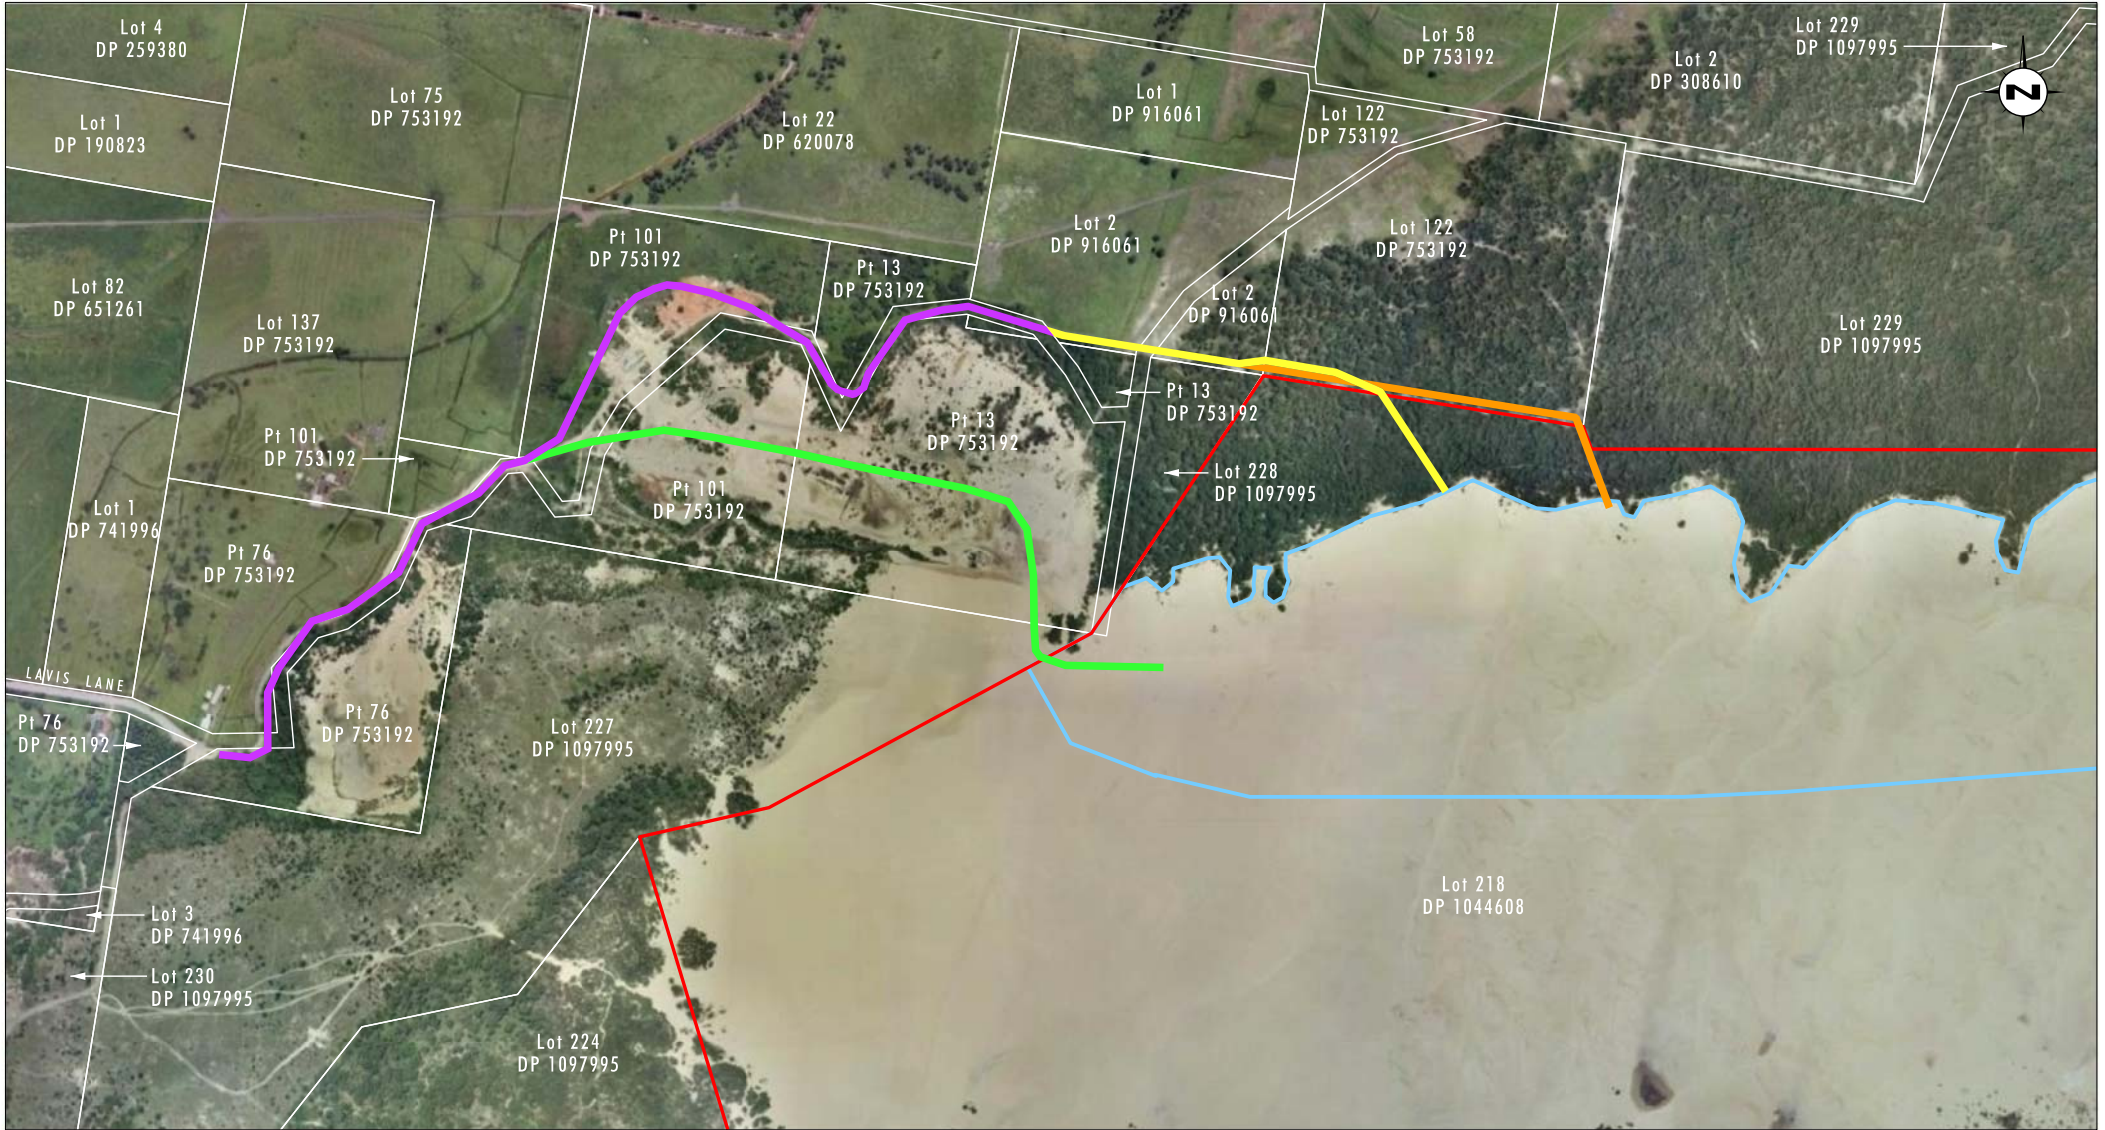 Lot 4
DP 259380
Lot 75
DP 753192
Lot 1
DP 190823
Lot 22
DP 620078
Lot 1
DP 916061
Lot 58
DP 753192
Lot 2
DP 308610
Lot 229
DP 1097995
N
Lot 122
DP 753192
Lot 82
DP 651261
Lot 137
DP 753192
Pt 101
DP 753192
Pt 13
DP 753192
Lot 2
DP 916061
Lot 122
DP 753192
Lot 2
DP 916061
Lot 229
DP 1097995
Pt 101
DP 753192
Lot 1
DP 741996
Pt 76
DP 753192
Pt 101
DP 753192
Pt 13
DP 753192
Pt 13
DP 753192
Lot 228
DP 1097995
LAVIS LANE
Pt 76
DP 753192
Pt 76
DP 753192
Lot 227
DP 1097995
Lot 218
DP 1044608
Lot 3
DP 741996
Lot 230
DP 1097995
Lot 224
DP 1097995